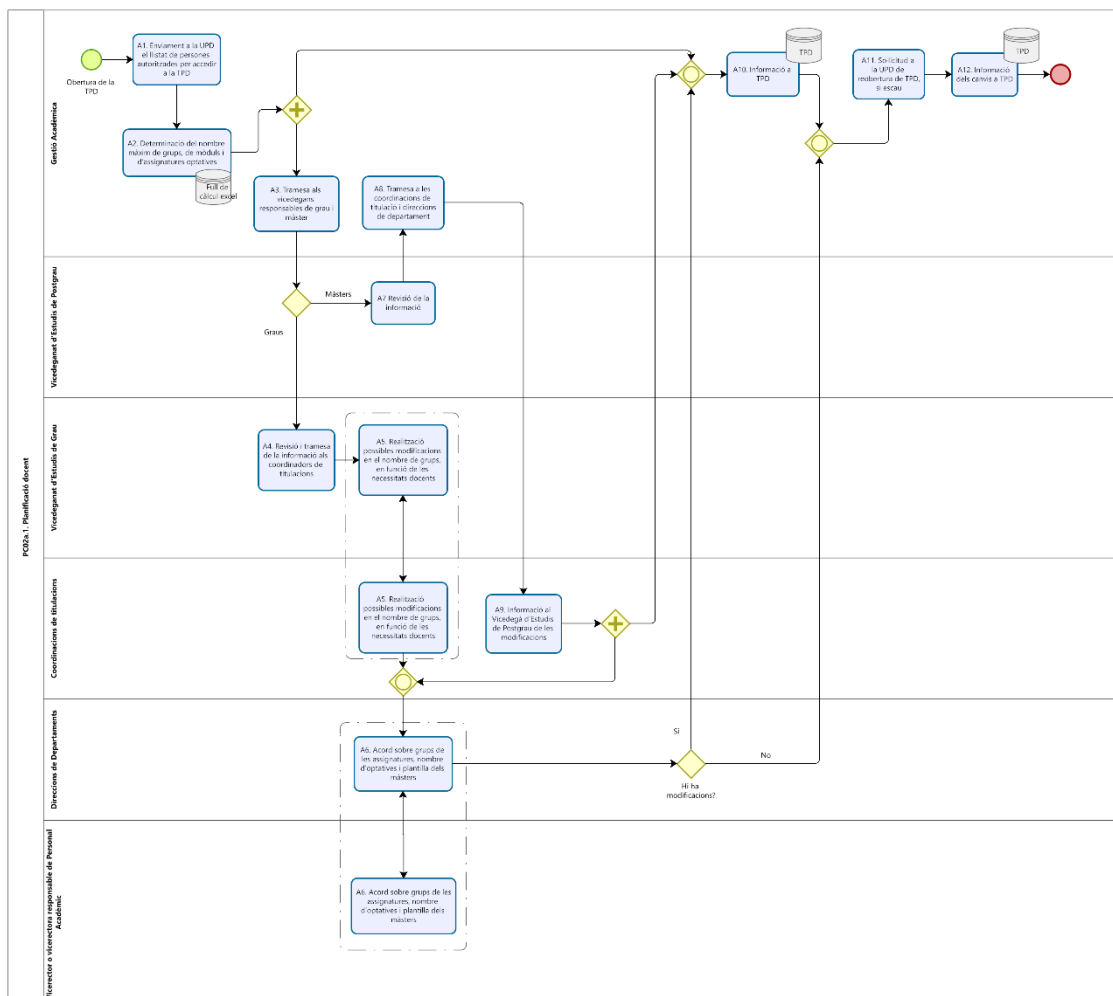 PC02a.1. Planificació docent
Gestió Acadèmica
Obertura de la
TPD
A1. Enviament a la UPD
el llistat de persones
autoritzades per accedir
a la TPD
A2. Determinació del nombre
màxim de grups, de mòduls i
d'assignatures optatives
Full de
càlcul excel
A3. Tramesa als
vicedegans
responsables de grau i
màster
A8. Tramesa a les
coordinacions de
titulació i direccions
de departament
A10. Informació a
TPD
TPD
A11. Sol·licitud a
la UPD de
reobertura de TPD,
si escau
A12. Informació
dels canvis a TPD
TPD
Vicedeganat d'Estudis de Postgrau
Màsters
Graus
A7 Revisió de la
informació
Vicedeganat d'Estudis de Grau
A4. Revisió i tramesa
de la informació als
coordinadors de
titulacions
A5. Realització
possibles modificacions
en el nombre de grups,
en funció de les
necessitats docents
Coordinacions de titulacions
A5. Realització
possibles modificacions
en el nombre de grups,
en funció de les
necessitats docents
A9. Informació al
Vicedegà d'Estudis
de Postgrau de les
modificacions
Direccions de Departaments
A6. Acord sobre grups de
les assignatures, nombre
d'optatives i plantilla dels
màsters
Si
No
Hi ha
modificacions?
Vicerector o vicerectora responsable de Personal
Acadèmic
A6. Acord sobre grups de les
assignatures, nombre
d'optatives i plantilla dels
màsters